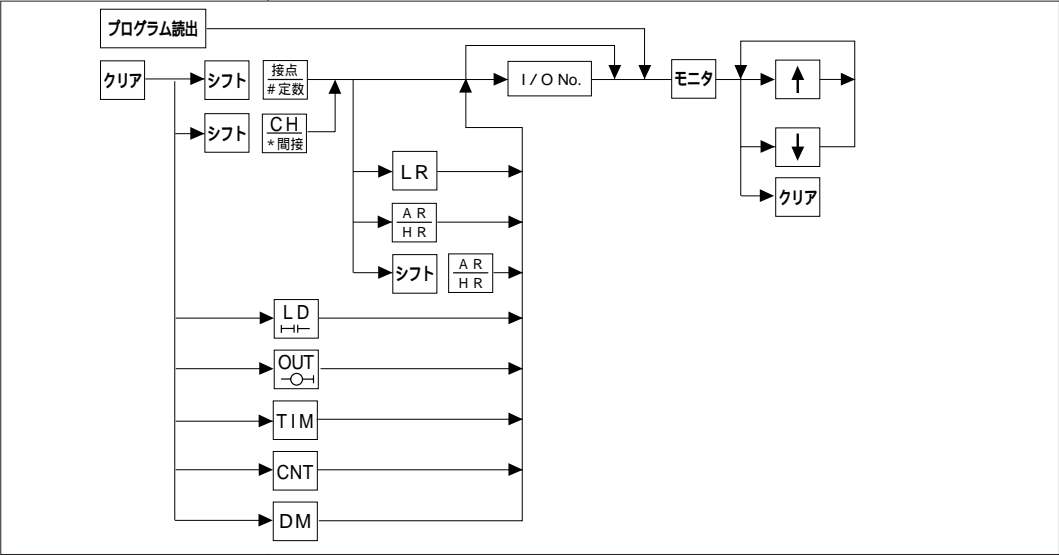 プログラム読出
クリア
シフト
接点
#定数
I/O No.
モニタ
↑
シフト
CH
*間接
↓
LR
クリア
AR
HR
シフト
AR
HR
LD
OUT
TIM
CNT
DM